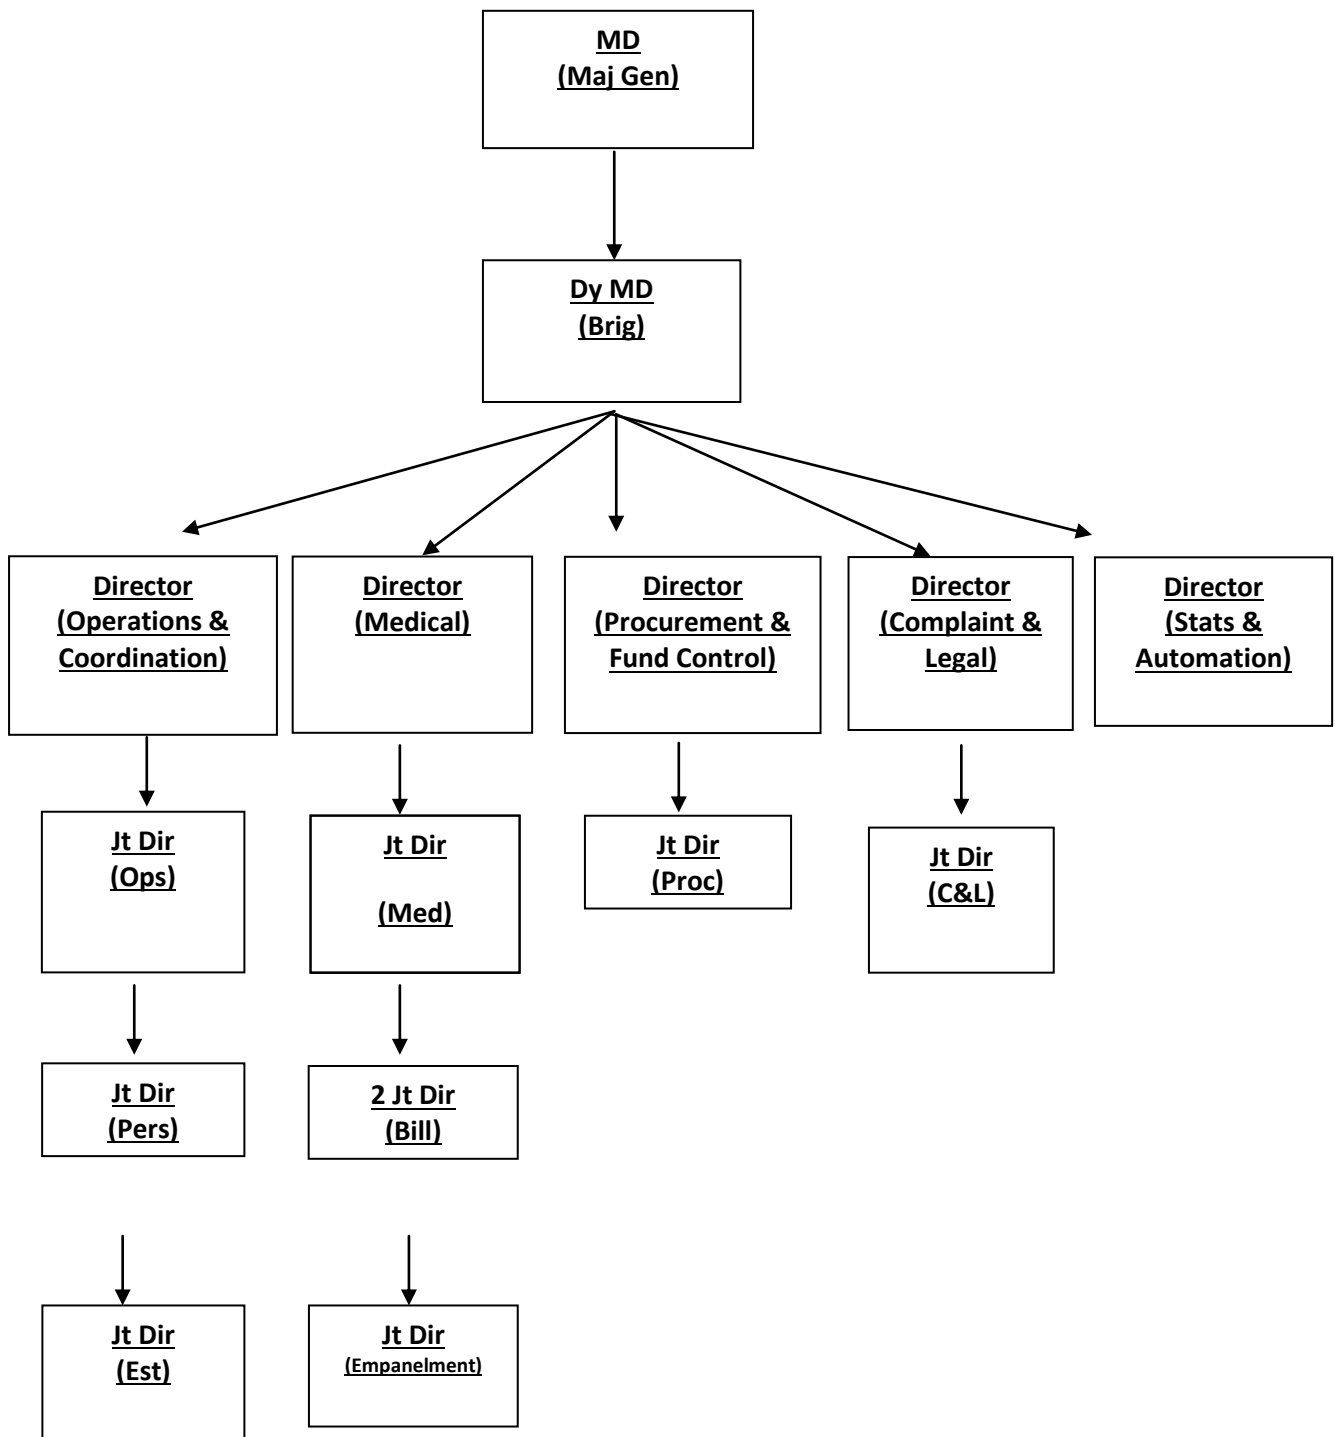 MD
(Maj Gen)
Dy MD
(Brig)
Director
(Operations &
Coordination)
Director
(Medical)
Director
(Procurement &
Fund Control)
Director
(Complaint &
Legal)
Director
(Stats &
Automation)
Jt Dir
(Ops)
Jt Dir
(Med)
Jt Dir
(Proc)
Jt Dir
(C&L)
Jt Dir
(Pers)
2 Jt Dir
(Bill)
Jt Dir
(Est)
Jt Dir
(Empanelment)